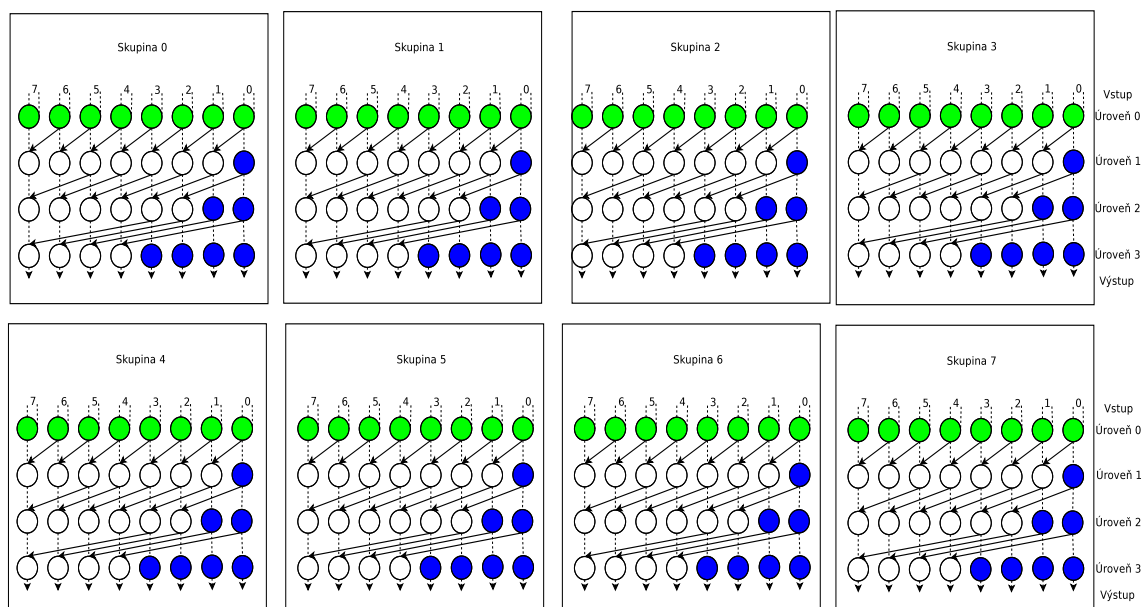 Skupina 0 Skupina 1 Skupina 2 Skupina 3
7 6 5 4 3 2 1 0 7 6 5 4 3 2 1 0 7 6 5 4 3 2 1 0 7 6 5 4 3 2 1 0 Vstup
Úroveň 0
Úroveň 1
Úroveň 2
Úroveň 3
Výstup
Skupina 4 Skupina 5 Skupina 6 Skupina 7
7 6 5 4 3 2 1 0 7 6 5 4 3 2 1 0 7 6 5 4 3 2 1 0 7 6 5 4 3 2 1 0 Vstup
Úroveň 0
Úroveň 1
Úroveň 2
Úroveň 3
Výstup